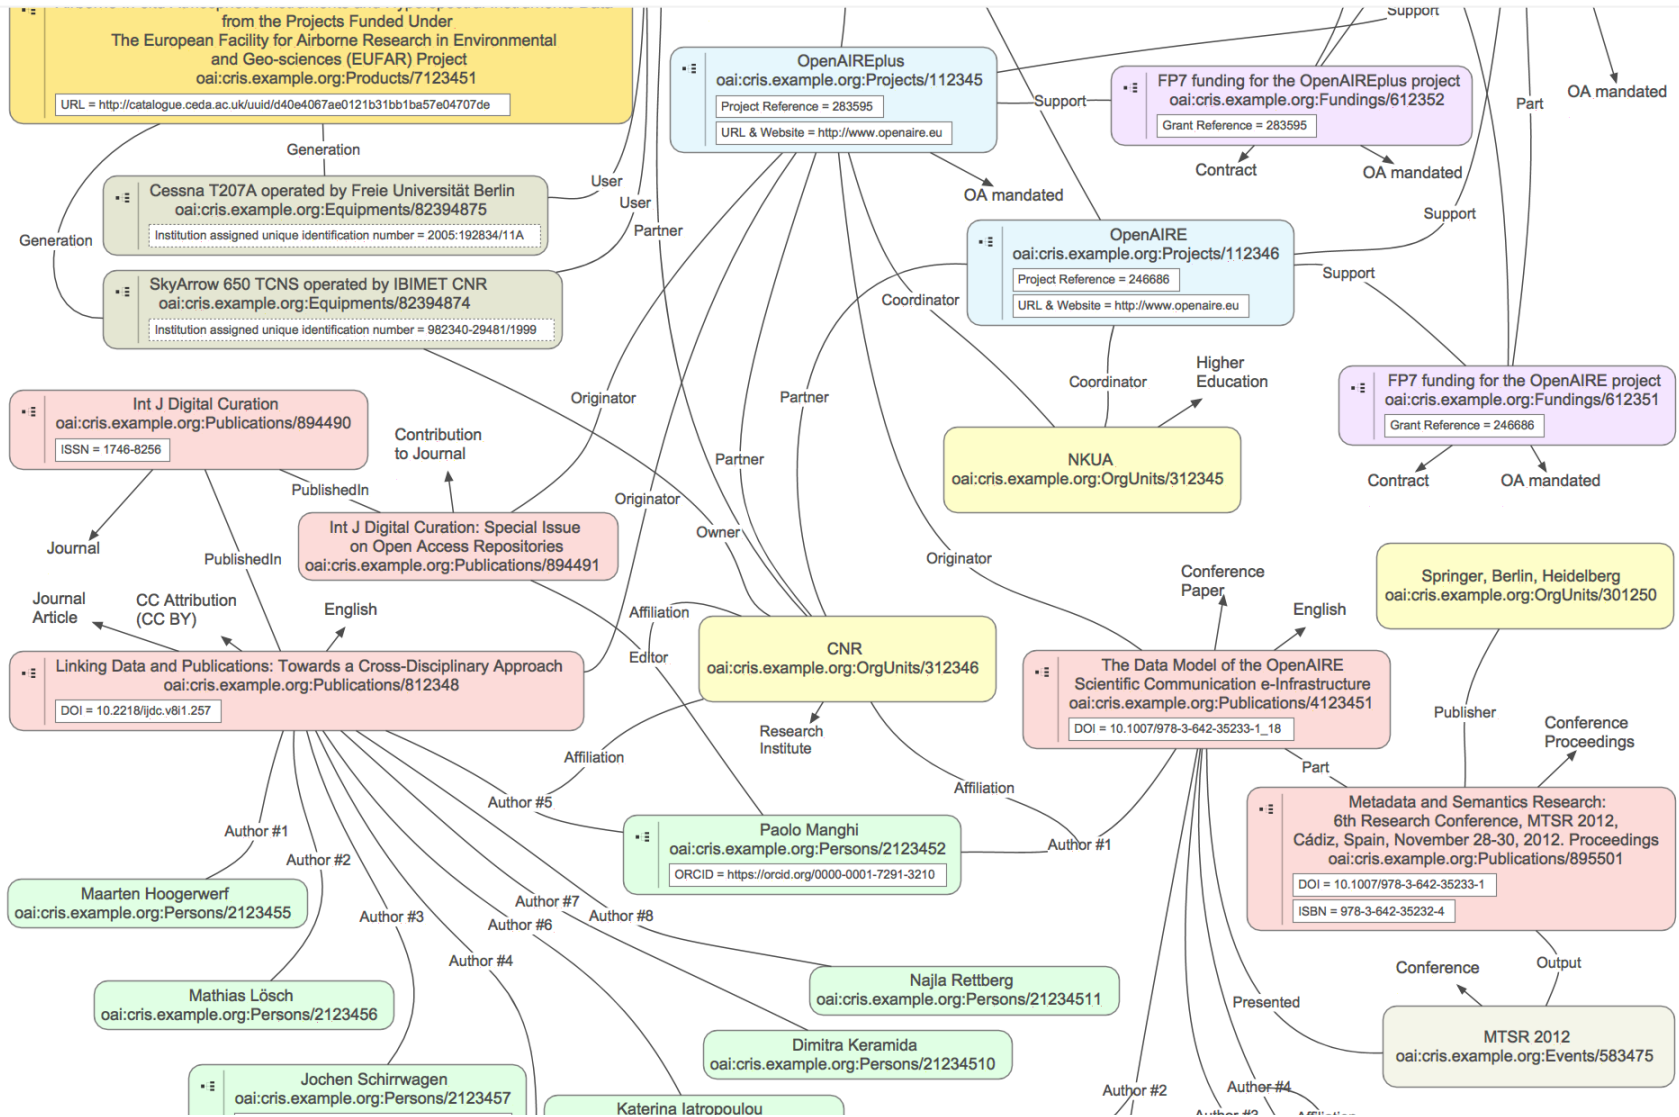 from the Projects Funded Under
The European Facility for Airborne Research in Environmental
and Geo-sciences (EUFAR) Project
oai:cris.example.org:Products/7123451
URL = http://catalogue.ceda.ac.uk/uuid/d40e4067ae0121b31bb1ba57e04707de
Generation
Cessna T207A operated by Freie Universität Berlin
oai:cris.example.org:Equipments/82394875
Institution assigned unique identification number = 2005:192834/11A
Generation
SkyArrow 650 TCNS operated by IBIMET CNR
oai:cris.example.org:Equipments/82394874
Institution assigned unique identification number = 982340-29481/1999
User
User
Partner
OpenAIREplus
oai:cris.example.org:Projects/112345
Project Reference = 283595
URL & Website = http://www.openaire.eu
Support
Support
FP7 funding for the OpenAIREplus project
oai:cris.example.org:Fundings/612352
Grant Reference = 283595
Contract
OA mandated
Part
OA mandated
OA mandated
OpenAIRE
oai:cris.example.org:Projects/112346
Project Reference = 246686
URL & Website = http://www.openaire.eu
Support
Support
Coordinator
Coordinator
Higher
Education
FP7 funding for the OpenAIRE project
oai:cris.example.org:Fundings/612351
Grant Reference = 246686
Contract
OA mandated
NKUA
oai:cris.example.org:OrgUnits/312345
Originator
Partner
Partner
Originator
Owner
Originator
Int J Digital Curation
oai:cris.example.org:Publications/894490
ISSN = 1746-8256
Contribution
to Journal
PublishedIn
Journal
PublishedIn
Int J Digital Curation: Special Issue
on Open Access Repositories
oai:cris.example.org:Publications/894491
Journal
Article
CC Attribution
(CC BY)
English
Affiliation
Editor
Linking Data and Publications: Towards a Cross-Disciplinary Approach
oai:cris.example.org:Publications/812348
DOI = 10.2218/ijdc.v8i1.257
CNR
oai:cris.example.org:OrgUnits/312346
Research
Institute
Affiliation
Affiliation
Conference
Paper
English
The Data Model of the OpenAIRE
Scientific Communication e-Infrastructure
oai:cris.example.org:Publications/4123451
DOI = 10.1007/978-3-642-35233-1_18
Springer, Berlin, Heidelberg
oai:cris.example.org:OrgUnits/301250
Publisher
Conference
Proceedings
Part
Metadata and Semantics Research:
6th Research Conference, MTSR 2012,
Cádiz, Spain, November 28-30, 2012. Proceedings
oai:cris.example.org:Publications/895501
DOI = 10.1007/978-3-642-35233-1
ISBN = 978-3-642-35232-4
Author #5
Paolo Manghi
oai:cris.example.org:Persons/2123452
ORCID = https://orcid.org/0000-0001-7291-3210
Author #1
Author #1
Maarten Hoogerwerf
oai:cris.example.org:Persons/2123455
Author #2
Mathias Lösch
oai:cris.example.org:Persons/2123456
Author #3
Author #4
Author #7
Author #6
Author #8
Najla Rettberg
oai:cris.example.org:Persons/21234511
Dimitra Keramida
oai:cris.example.org:Persons/21234510
Jochen Schirrwagen
oai:cris.example.org:Persons/2123457
Katerina Iatropoulou
Conference
Output
Presented
MTSR 2012
oai:cris.example.org:Events/583475
Author #2
Author #4
Author #3
Affiliation